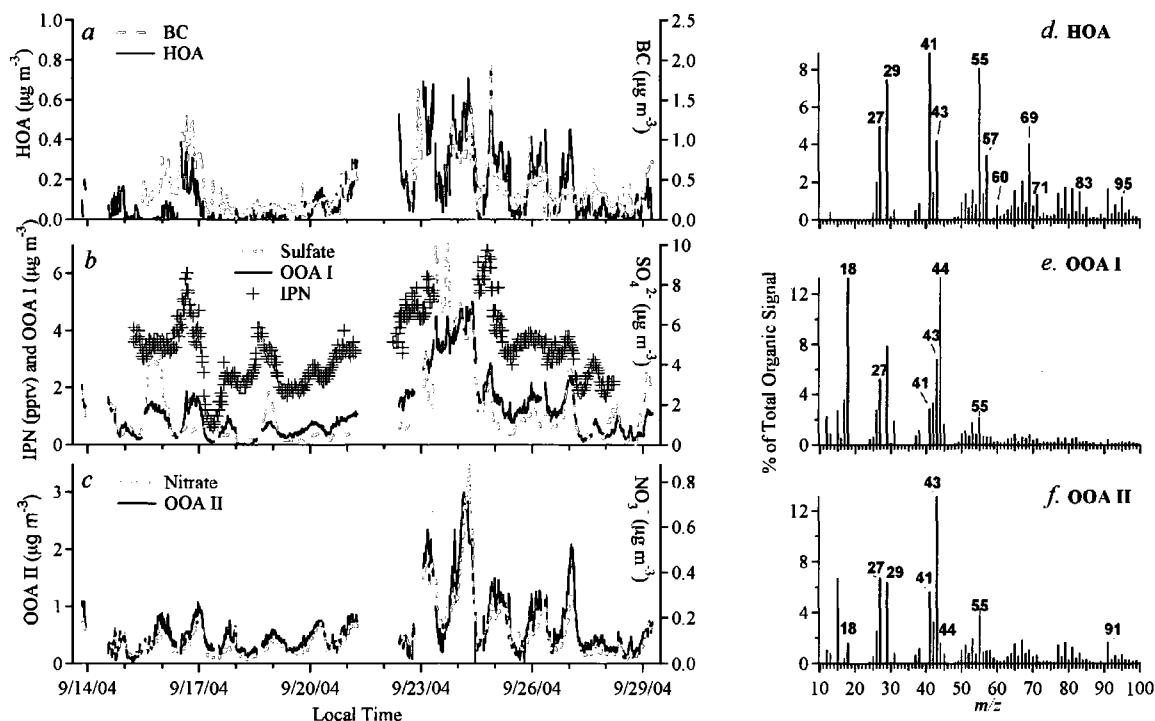 a
BC
HOA
HOA (µg m-3)
1.0
0.8
0.6
0.4
0.2
0.0
2.5
2.0
1.5
1.0
0.5
0.0
BC (µg m-3)
b
Sulfate
OOA I
IPN
IPN (pptv) and OOA I (µg m-3)
6
4
2
0
10
8
6
4
2
0
SO42- (µg m-3)
c
Nitrate
OOA II
OOA II (µg m-3)
3
2
1
0
0.8
0.6
0.4
0.2
0.0
NO3- (µg m-3)
9/14/04 9/17/04 9/20/04 9/23/04 9/26/04 9/29/04
Local Time
d. HOA
8
6
4
2
0
27
29
41
43
55
57
60
69
71
83
95
% of Total Organic Signal
e. OOA I
12
8
4
0
18
27
41
43
44
55
f. OOA II
12
8
4
0
18
27
29
41
43
44
55
91
10 20 30 40 50 60 70 80 90 100
m/z